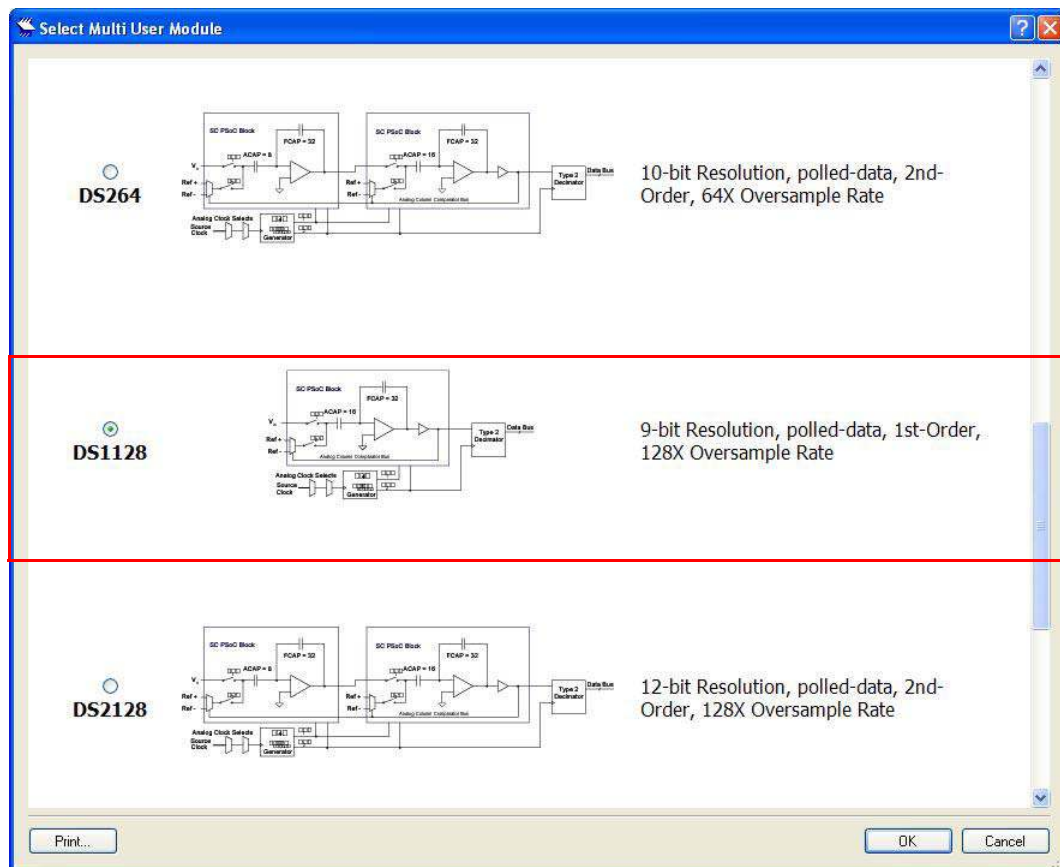 Select Multi User Module
SC PSoC Block
SC PSoC Block
FCAP = 32
FCAP = 32
ACAP = 8
ACAP = 16
Vin
Ref +
Ref -
Ref +
Ref -
Analog Column Comparator Bus
Type 2
Decimator
Data Bus
Analog Clock Selects
Source
Clock
Generator
DS264
10-bit Resolution, polled-data, 2nd-
Order, 64X Oversample Rate
SC PSoC Block
FCAP = 32
ACAP = 16
Vin
Ref +
Ref -
Analog Column Comparator Bus
Type 2
Decimator
Data Bus
Analog Clock Selects
Source
Clock
Generator
DS1128
9-bit Resolution, polled-data, 1st-Order,
128X Oversample Rate
SC PSoC Block
SC PSoC Block
FCAP = 32
FCAP = 32
ACAP = 8
ACAP = 16
Vin
Ref +
Ref -
Ref +
Ref -
Analog Column Comparator Bus
Type 2
Decimator
Data Bus
Analog Clock Selects
Source
Clock
Generator
DS2128
12-bit Resolution, polled-data, 2nd-
Order, 128X Oversample Rate
Print...
OK
Cancel